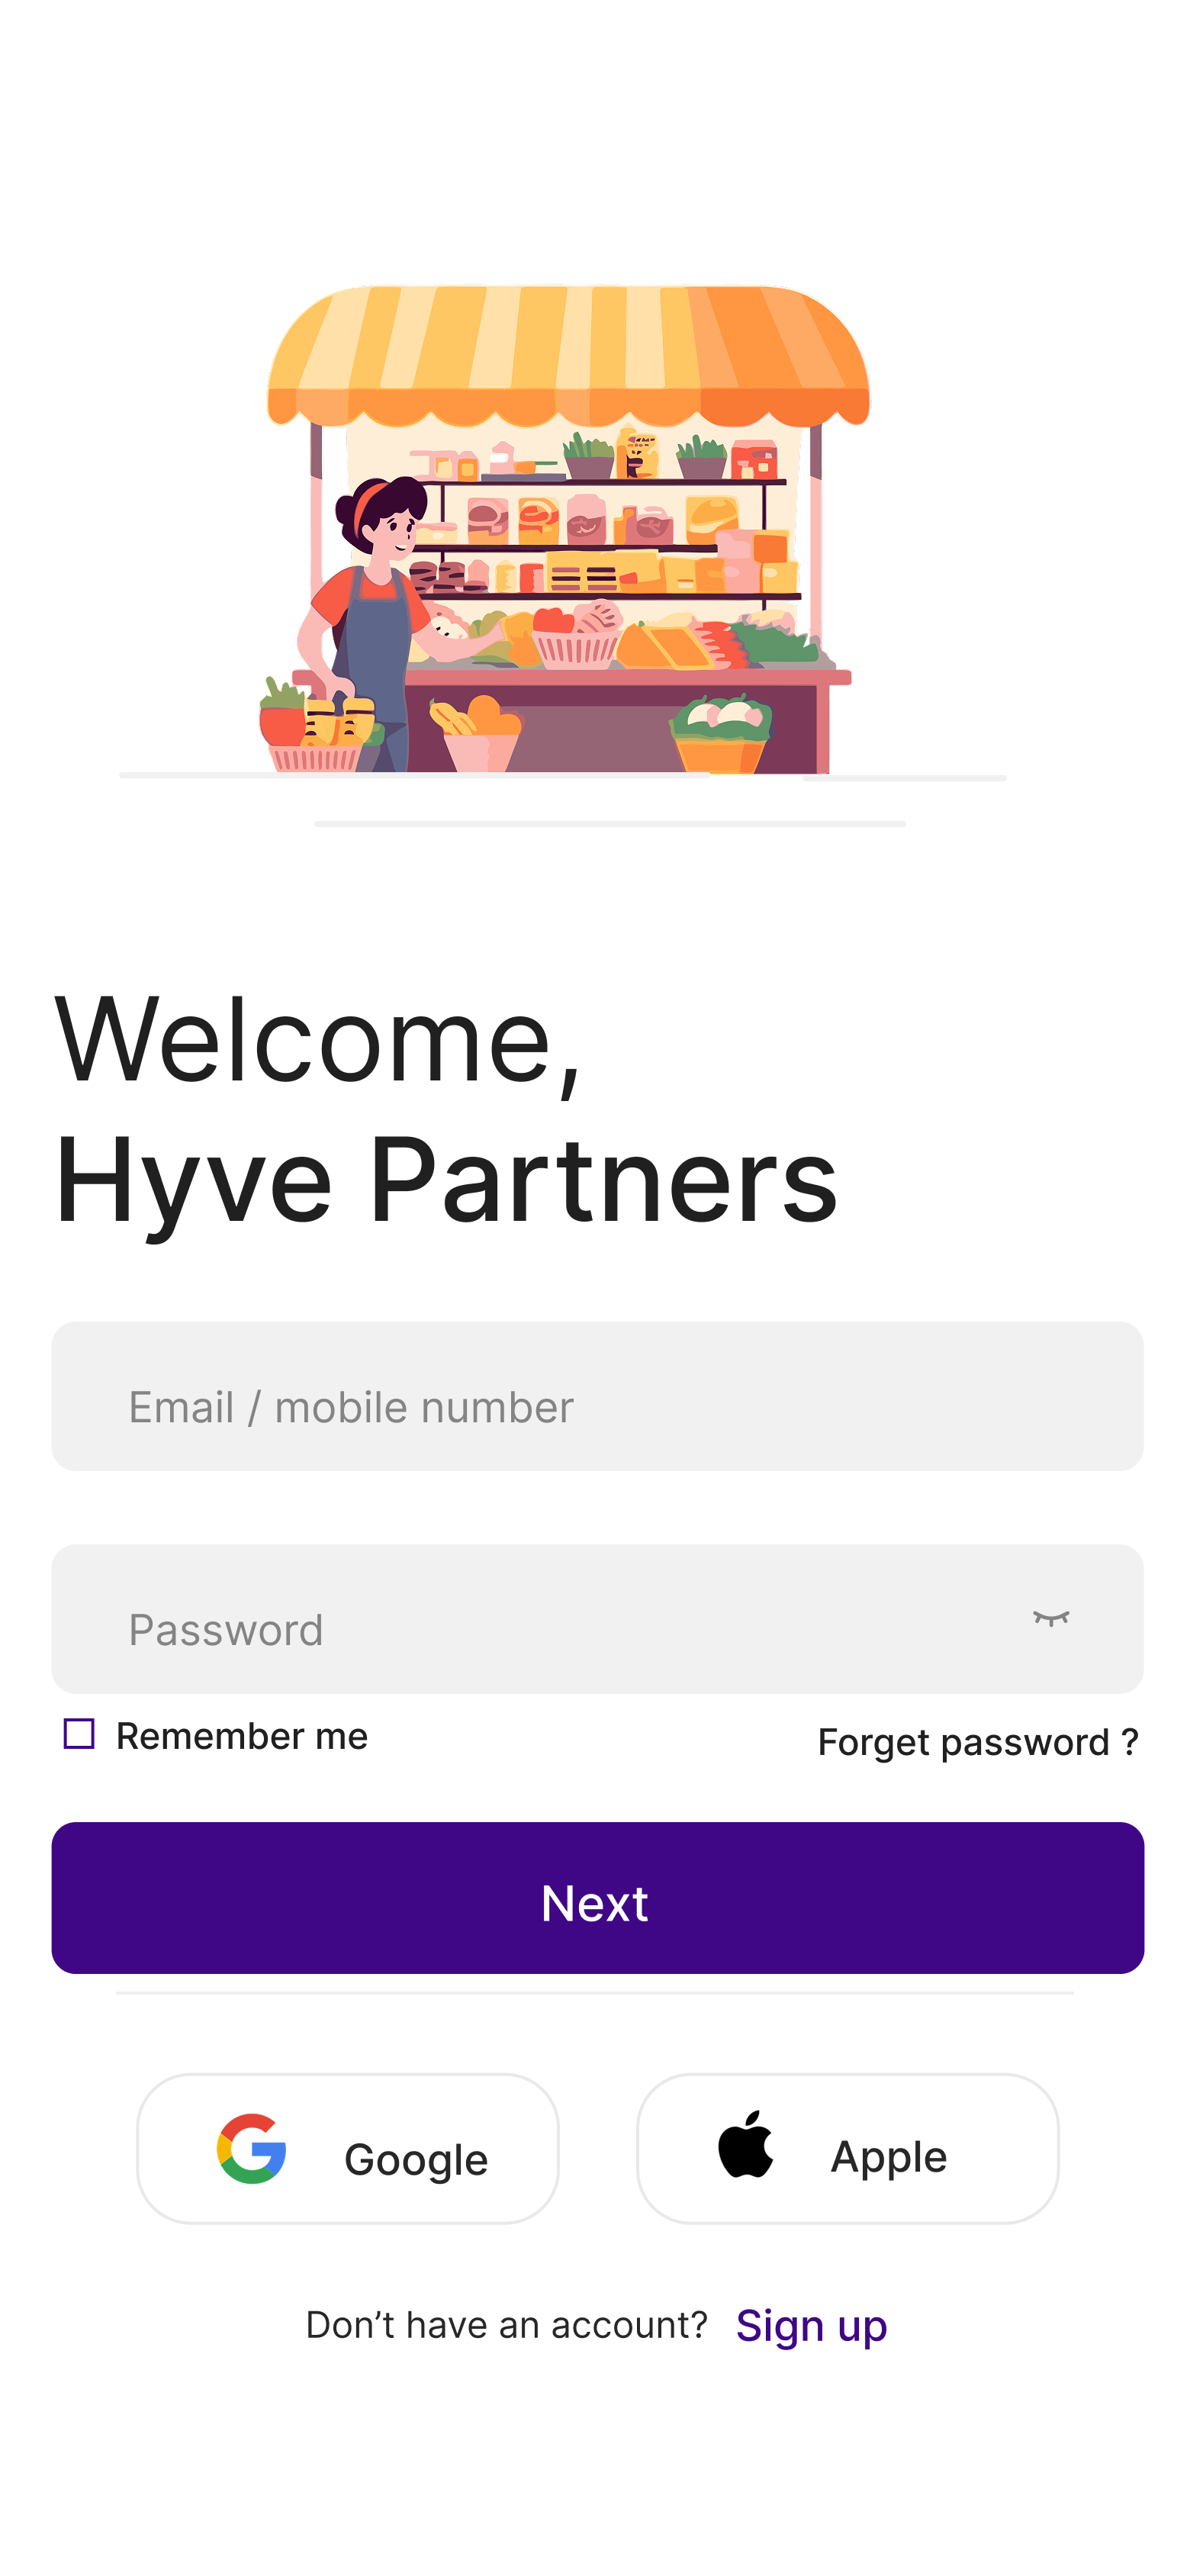 Welcome,
Hyve Partners
Email / mobile number
Password
Remember me
Forget password ?
Next
Google
Apple
Don’t have an account? Sign up